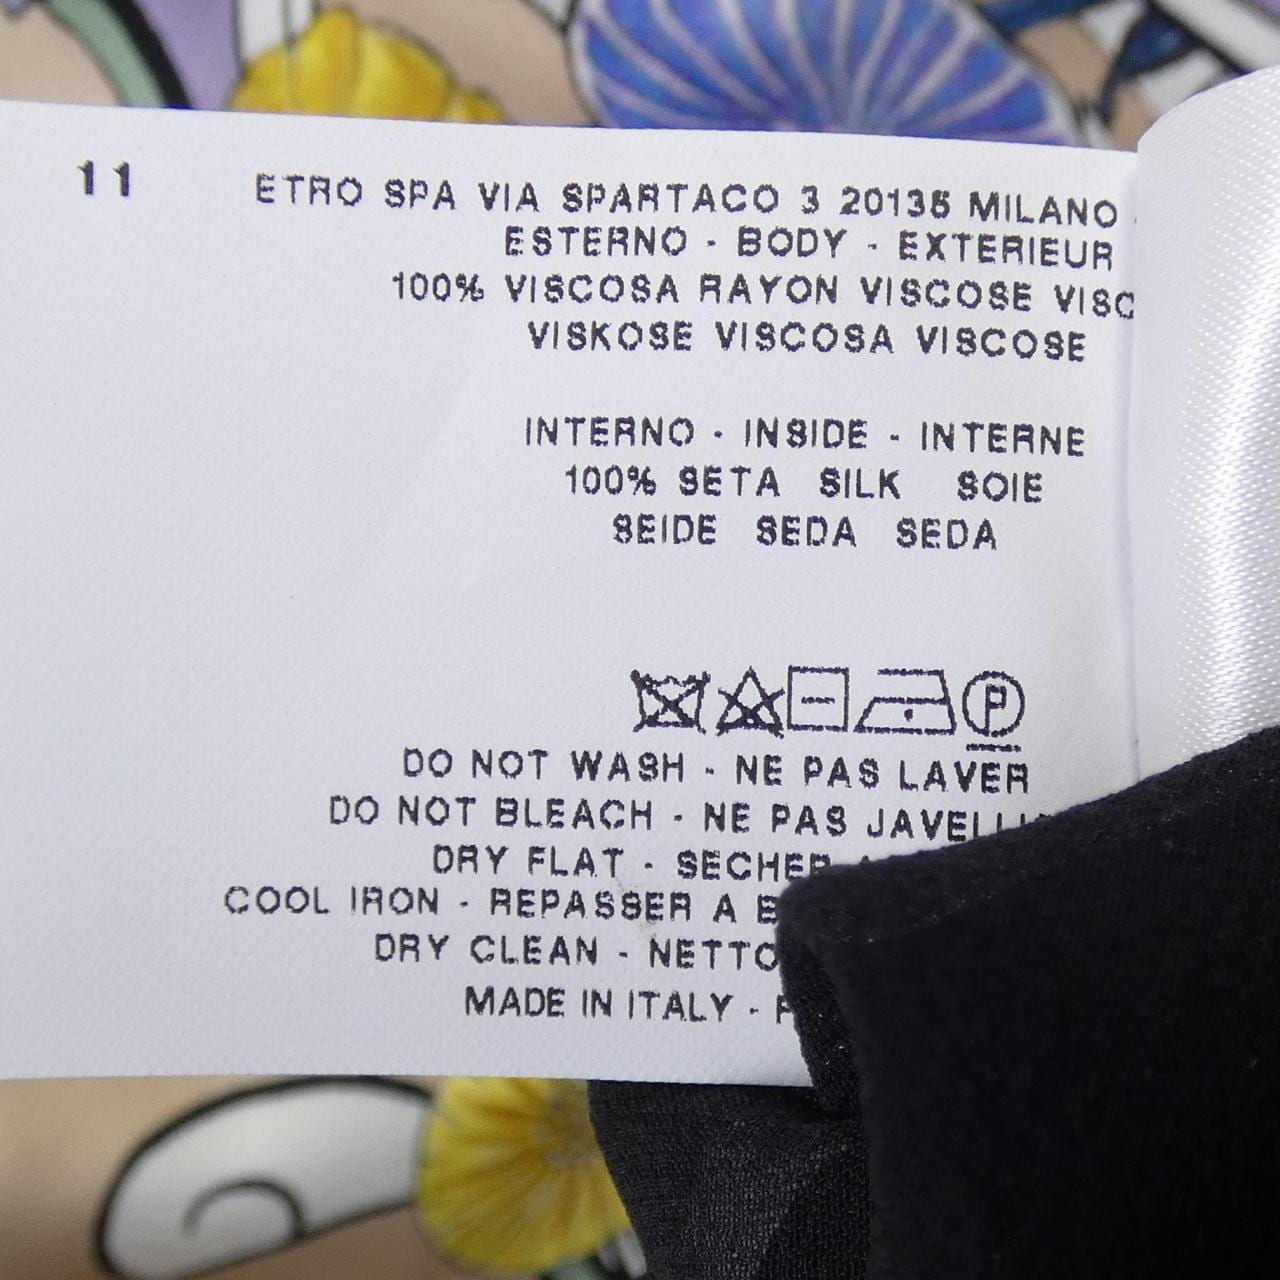 11
ETRO SPA VIA SPARTACO 3 20135 MILANO
ESTERNO - BODY - EXTERIEUR
100% VISCOSA RAYON VISCOSE VISC
VISKOSE VISCOSA VISCOSE
INTERNO - INSIDE - INTERNE
100% SETA SILK SOIE
SEIDE SEDA SEDA
P
DO NOT WASH - NE PAS LAVER
DO NOT BLEACH - NE PAS
DRY FLAT - SECHER
COOL IRON - REPASSER A
DRY CLEAN -
MADE IN ITALY -